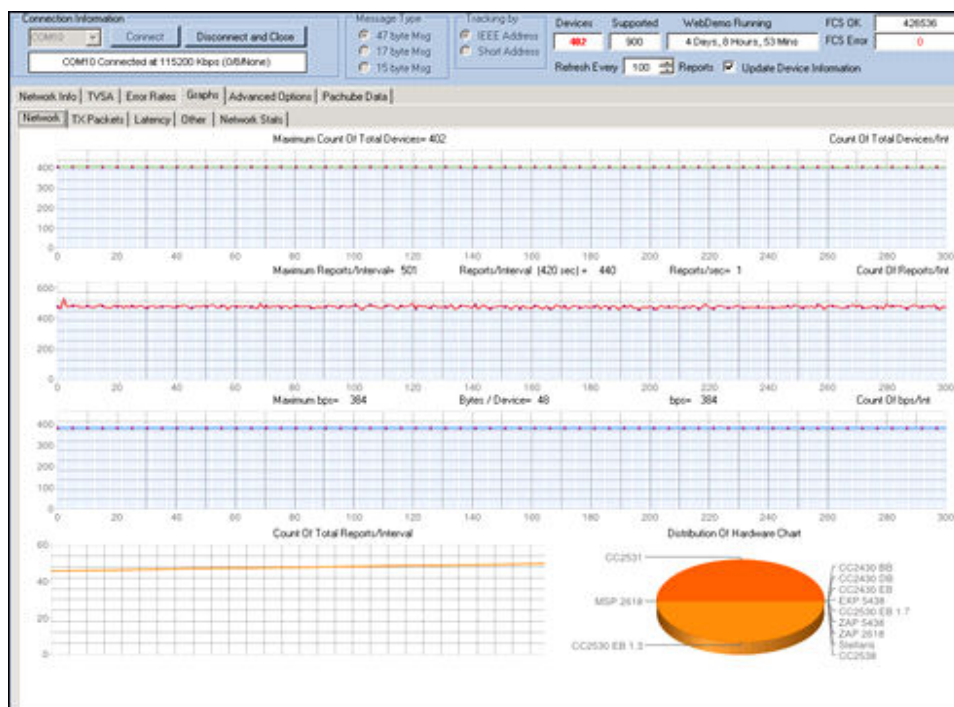 Connection Information
COM10
Connect
Disconnect and Close
COM10 Connected at 115200 Kbps (0/8/None)
Message Type
47 byte Msg
17 byte Msg
15 byte Msg
Tracking by
IEEE Address
Short Address
Devices
402
Supported
900
WebDemo Running
4 Days, 8 Hours, 53 Mins
FCS OK
426536
FCS Error
0
Refresh Every 100 Reports Update Device Information
Network Info TVSA Error Rates Graphs Advanced Options Pachube Data
Network TX Packets Latency Other Network Stats
Maximum Count Of Total Devices= 402 Count Of Total Devices/Int
400
300
200
100
0
0 20 40 60 80 100 120 140 160 180 200 220 240 260 280 300
Maximum Reports/Interval= 501 Reports/Interval (420 sec) = 440 Reports/sec= 1 Count Of Reports/Int
600
400
200
0
0 20 40 60 80 100 120 140 160 180 200 220 240 260 280 300
Maximum bps= 384 Bytes / Device= 48 bps= 384 Count Of bps/Int
400
300
200
100
0
0 20 40 60 80 100 120 140 160 180 200 220 240 260 280 300
Count Of Total Reports/Interval
60
40
20
0
Distribution Of Hardware Chart
CC2531
MSP 2618
CC2530 EB 1.3
CC2430 BB
CC2430 DB
CC2430 EB
EXP 5438
CC2530 EB 1.7
ZAP 5438
ZAP 2618
Stellaris
CC2538